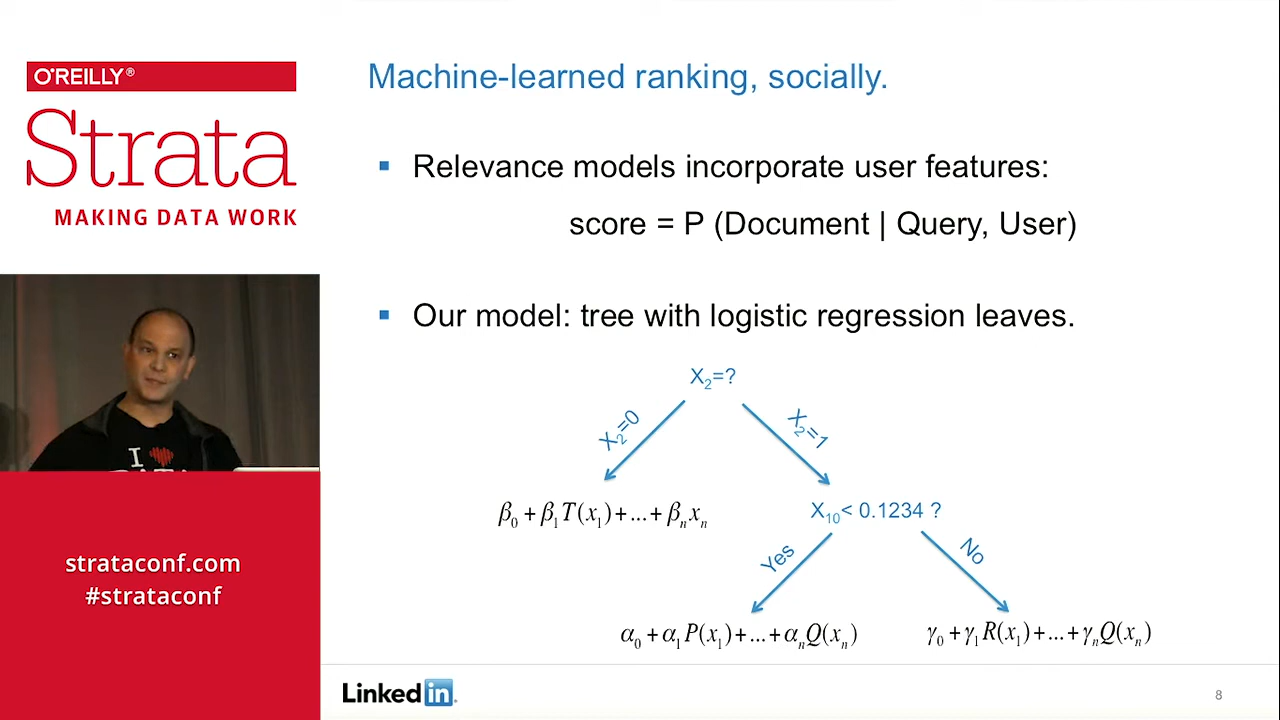 O'REILLY®
Strata
MAKING DATA WORK
I
strataconf.com
#strataconf
Machine-learned ranking, socially.
▪ Relevance models incorporate user features:
score = P (Document | Query, User)
▪ Our model: tree with logistic regression leaves.
X₂=?
X₂=0
X₂=1
β₀ + β₁T(x₁)+...+ βₙxₙ
X₁₀< 0.1234 ?
Yes
No
α₀ + α₁P(x₁)+...+αₙQ(xₙ)
γ₀ + γ₁R(x₁)+...+γₙQ(xₙ)
Linked in.
8